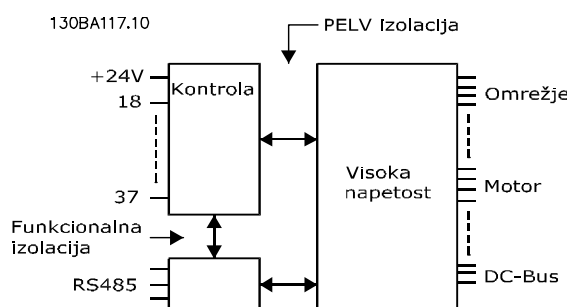 130BA117.10
PELV izolacija
+24V
18
37
Kontrola
Visoka
napetost
Omrežje
Motor
DC-Bus
Funkcionalna
izolacija
RS485